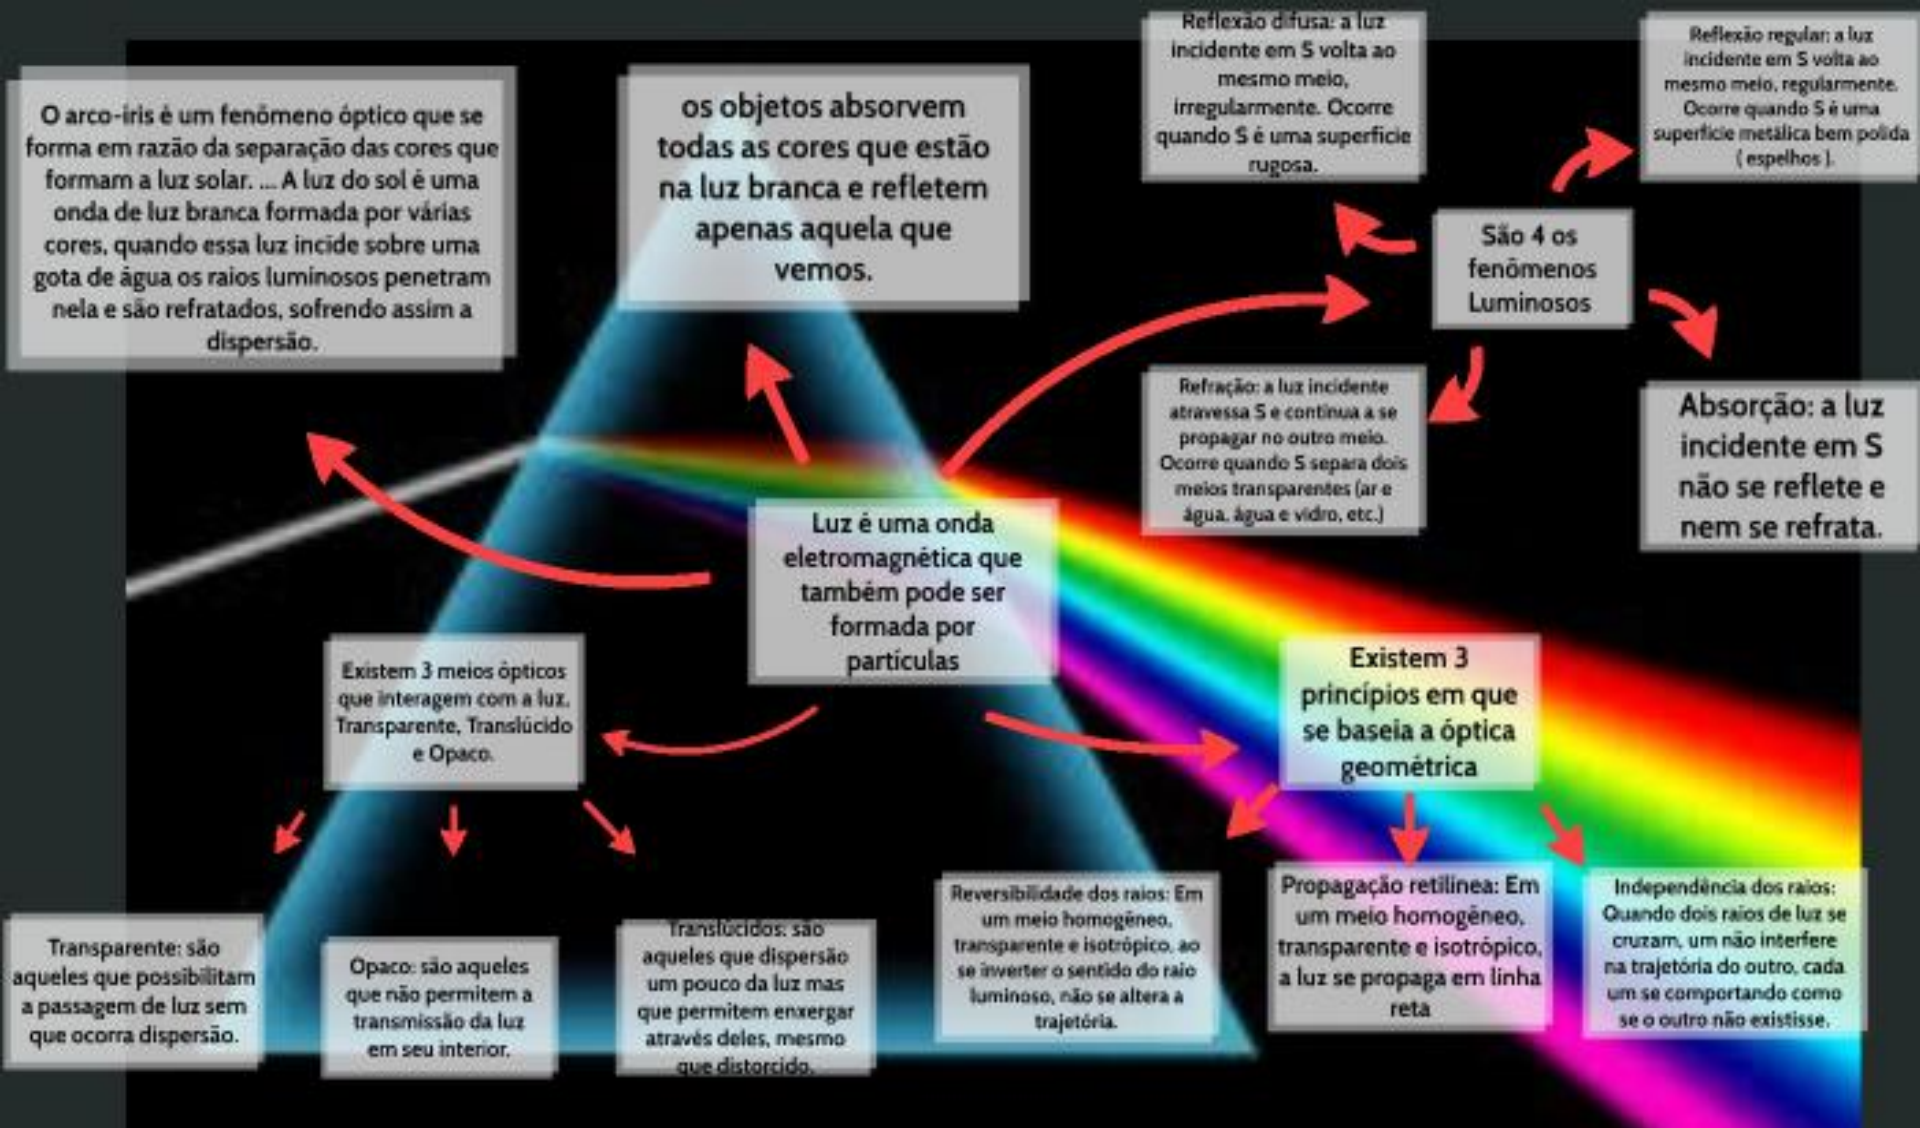 O arco-íris é um fenômeno óptico que se
forma em razão da separação das cores que
formam a luz solar. ... A luz do sol é uma
onda de luz branca formada por várias
cores, quando essa luz incide sobre uma
gota de água os raios luminosos penetram
nela e são refratados, sofrendo assim a
dispersão.
os objetos absorvem
todas as cores que estão
na luz branca e refletem
apenas aquela que
vemos.
Reflexão difusa: a luz
incidente em S volta ao
mesmo meio,
irregularmente. Ocorre
quando S é uma superfície
rugosa.
Reflexão regular: a luz
incidente em S volta ao
mesmo meio, regularmente.
Ocorre quando S é uma
superfície metálica bem polida
( espelhos ).
São 4 os
fenômenos
Luminosos
Refração: a luz incidente
atravessa S e continua a se
propagar no outro meio.
Ocorre quando S separa dois
meios transparentes (ar e
água, água e vidro, etc.)
Absorção: a luz
incidente em S
não se reflete e
nem se refrata.
Luz é uma onda
eletromagnética que
também pode ser
formada por
partículas
Existem 3 meios ópticos
que interagem com a luz,
Transparente, Translúcido
e Opaco.
Existem 3
princípios em que
se baseia a óptica
geométrica
Transparente: são
aqueles que possibilitam
a passagem de luz sem
que ocorra dispersão.
Opaco: são aqueles
que não permitem a
transmissão da luz
em seu interior.
Translúcidos: são
aqueles que dispersão
um pouco da luz mas
que permitem enxergar
através deles, mesmo
que distorcido.
Reversibilidade dos raios: Em
um meio homogêneo,
transparente e isotrópico, ao
se inverter o sentido do raio
luminoso, não se altera a
trajetória.
Propagação retilínea: Em
um meio homogêneo,
transparente e isotrópico,
a luz se propaga em linha
reta
Independência dos raios:
Quando dois raios de luz se
cruzam, um não interfere
na trajetória do outro, cada
um se comportando como
se o outro não existisse.